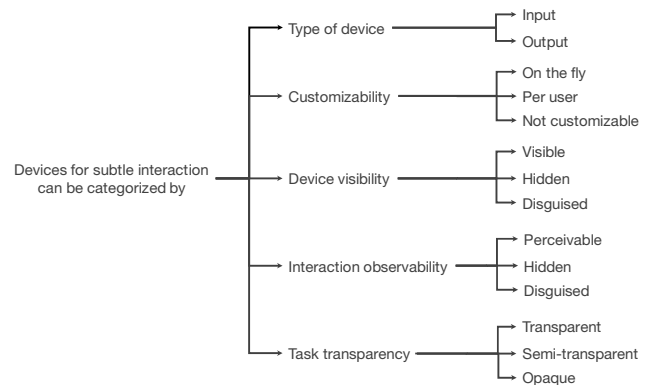 Devices for subtle interaction
can be categorized by
Type of device
Input
Output
Customizability
On the fly
Per user
Not customizable
Device visibility
Visible
Hidden
Disguised
Interaction observability
Perceivable
Hidden
Disguised
Task transparency
Transparent
Semi-transparent
Opaque